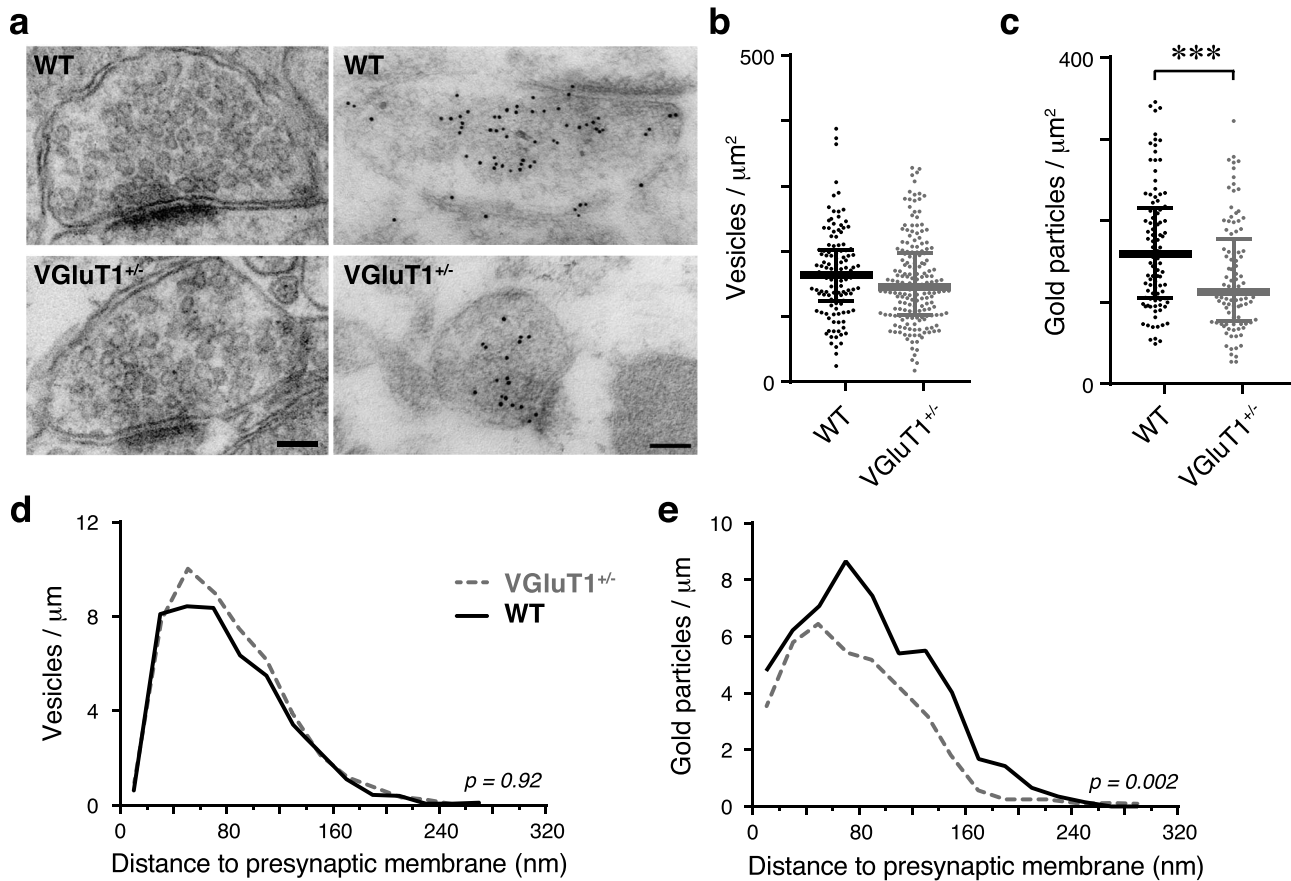 a
WT
WT
VGluT1+/-
VGluT1+/-
b
500
Vesicles / μm²
0
WT
VGluT1+/-
c
***
400
Gold particles / μm²
0
WT
VGluT1+/-
d
12
8
4
0
Vesicles / μm
VGluT1+/-
WT
p = 0.92
0 80 160 240 320
Distance to presynaptic membrane (nm)
e
10
8
6
4
2
0
Gold particles / μm
p = 0.002
0 80 160 240 320
Distance to presynaptic membrane (nm)